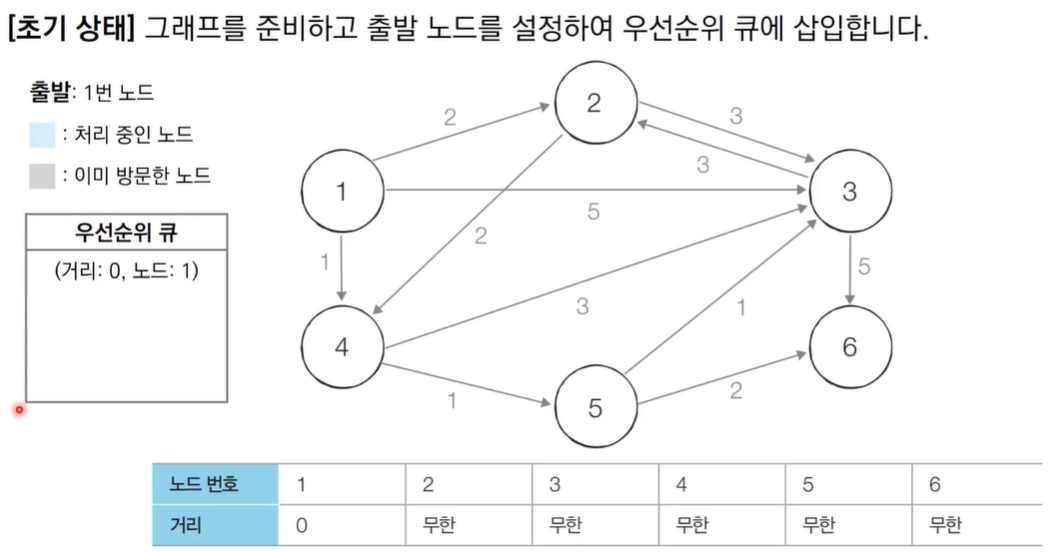 [초기 상태] 그래프를 준비하고 출발 노드를 설정하여 우선순위 큐에 삽입합니다.
출발: 1번 노드
: 처리 중인 노드
: 이미 방문한 노드
우선순위 큐
(거리: 0, 노드: 1)
2
2
3
3
1
3
5
2
1
5
3
1
4
6
1
2
5
노드 번호 1 2 3 4 5 6
거리 0 무한 무한 무한 무한 무한